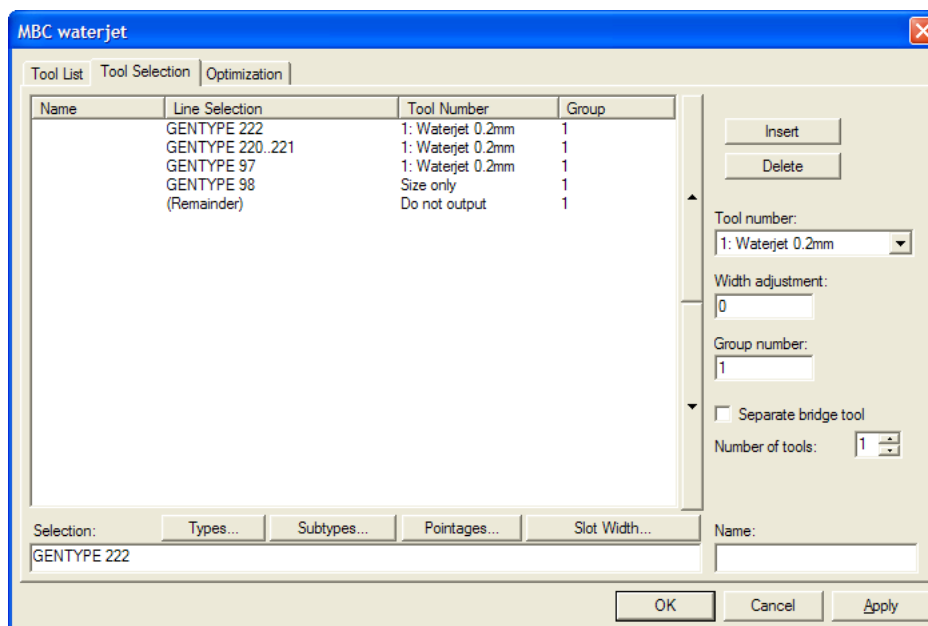 MBC waterjet
Tool List Tool Selection Optimization
Name Line Selection Tool Number Group
GENTYPE 222 1: Waterjet 0.2mm 1
GENTYPE 220..221 1: Waterjet 0.2mm 1
GENTYPE 97 1: Waterjet 0.2mm 1
GENTYPE 98 Size only 1
(Remainder) Do not output 1
Insert
Delete
Tool number:
1: Waterjet 0.2mm
Width adjustment:
0
Group number:
1
Separate bridge tool
Number of tools: 1
Selection: Types... Subtypes... Pointages... Slot Width... Name:
GENTYPE 222
OK Cancel Apply